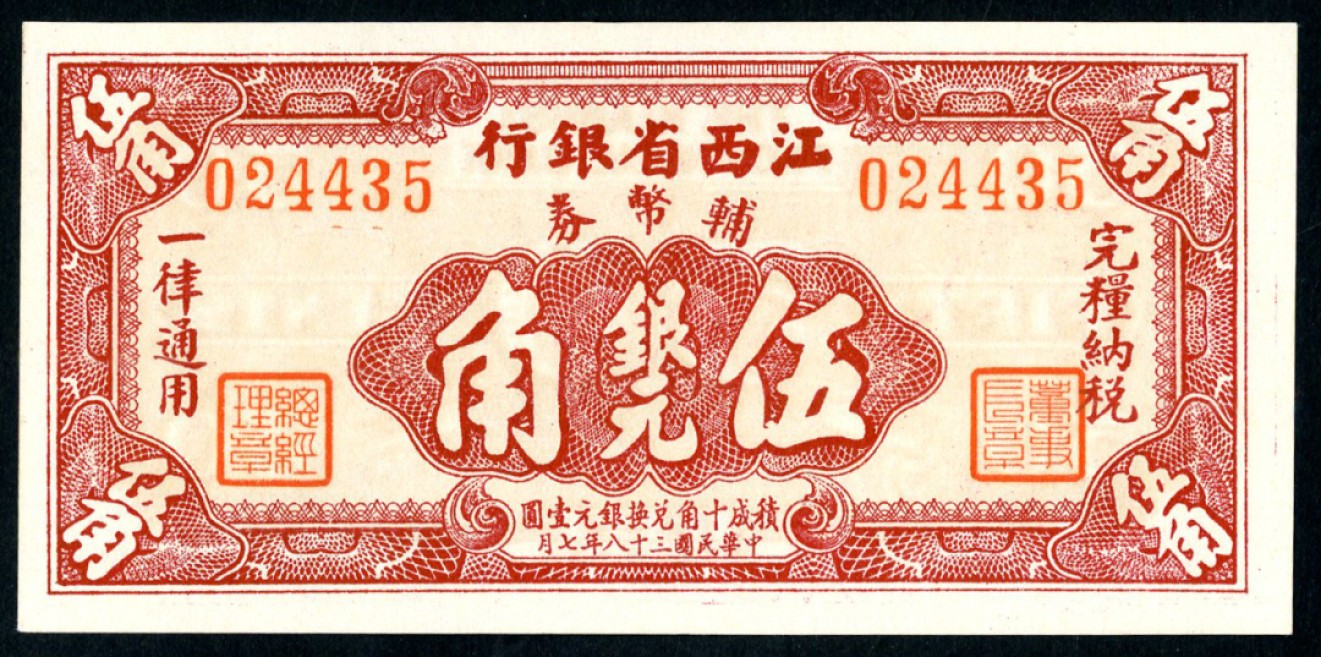 江西省銀行
輔幣券
024435
024435
伍角
伍角
完糧納税
一律通用
伍銀元角
董事長章
總經理章
積成十角兌換銀元壹圓
中華民國三十八年七月
伍角
伍角